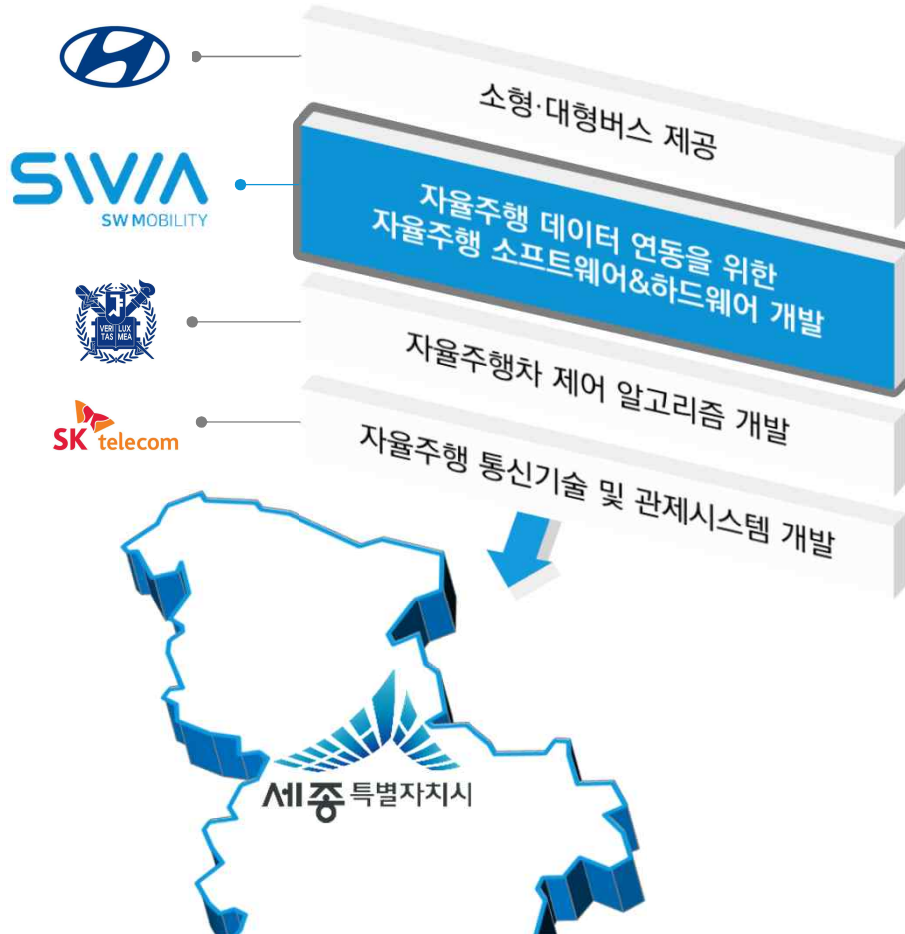 소형·대형버스 제공
SWM
SW MOBILITY
자율주행 데이터 연동을 위한
자율주행 소프트웨어&하드웨어 개발
VERI LUX
TAS MEA
자율주행차 제어 알고리즘 개발
SK telecom
자율주행 통신기술 및 관제시스템 개발
세종특별자치시